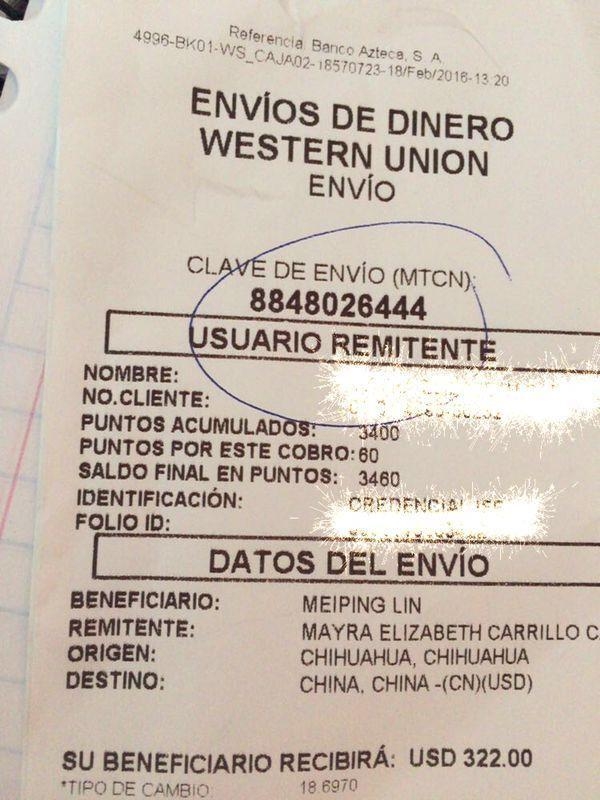 Referencia: Banco Azteca, S. A.
4996-BK01-WS_CAJA02-18570723-18/Feb/2016-13:20
ENVÍOS DE DINERO
WESTERN UNION
ENVÍO
CLAVE DE ENVÍO (MTCN):
8848026444
USUARIO REMITENTE
NOMBRE:
NO.CLIENTE:
PUNTOS ACUMULADOS: 3400
PUNTOS POR ESTE COBRO: 60
SALDO FINAL EN PUNTOS: 3460
IDENTIFICACIÓN: CREDENCIAL IFE
FOLIO ID:
DATOS DEL ENVÍO
BENEFICIARIO: MEIPING LIN
REMITENTE: MAYRA ELIZABETH CARRILLO C
ORIGEN: CHIHUAHUA, CHIHUAHUA
DESTINO: CHINA, CHINA -(CN)(USD)
SU BENEFICIARIO RECIBIRÁ: USD 322.00
*TIPO DE CAMBIO: 18.6970